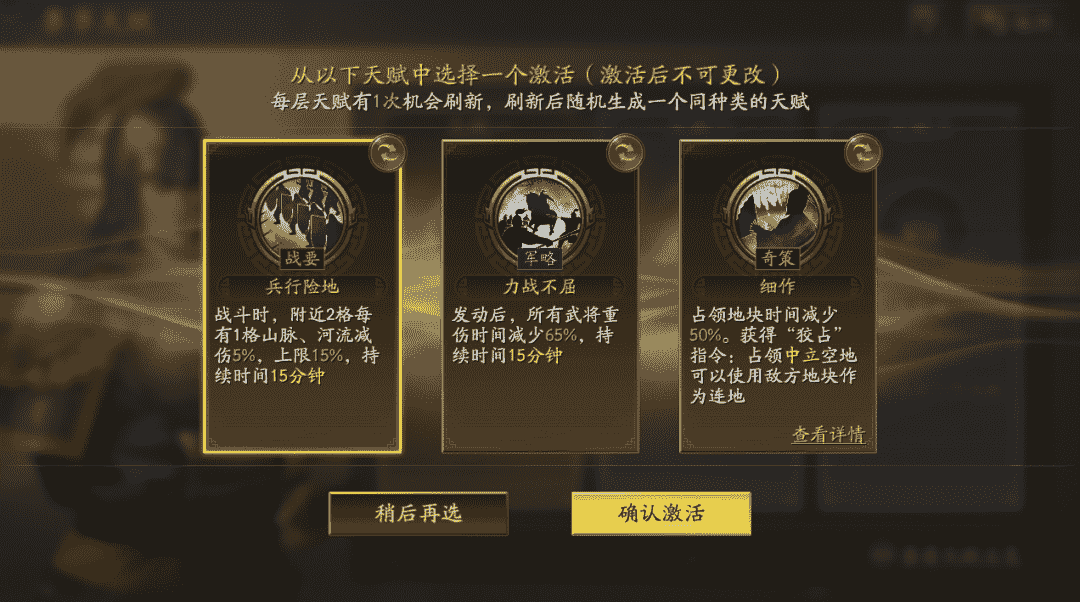 从以下天赋中选择一个激活（激活后不可更改）
每层天赋有1次机会刷新，刷新后随机生成一个同种类的天赋
战要
兵行险地
战斗时，附近2格每
有1格山脉、河流减
伤5%，上限15%，持
续时间15分钟
军略
力战不屈
发动后，所有武将重
伤时间减少65%，持
续时间15分钟
奇策
细作
占领地块时间减少
50%。获得“狡占”
指令：占领中立空地
可以使用敌方地块作
为连地
查看详情
稍后再选
确认激活